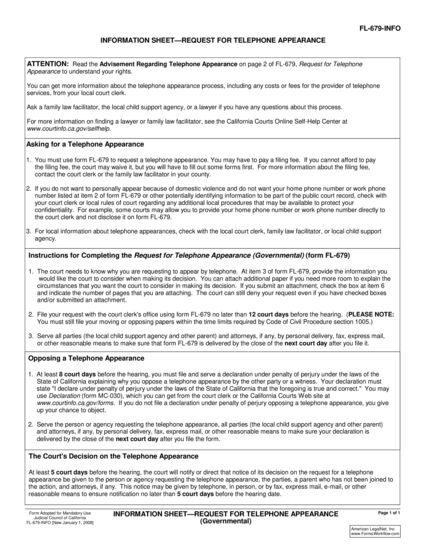 FL-679-INFO
INFORMATION SHEET—REQUEST FOR TELEPHONE APPEARANCE
ATTENTION: Read the Advisement Regarding Telephone Appearance on page 2 of FL-679, Request for Telephone
Appearance to understand your rights.
You can get more information about the telephone appearance process, including any costs or fees for the provider of telephone
services, from your local court clerk.
Ask a family law facilitator, the local child support agency, or a lawyer if you have any questions about this process.
For more information on finding a lawyer or family law facilitator, see the California Courts Online Self-Help Center at
www.courtinfo.ca.gov/selfhelp.
Asking for a Telephone Appearance
1. You must use form FL-679 to request a telephone appearance. You may have to pay a filing fee. If you cannot afford to pay
the filing fee, the court may waive it, but you will have to fill out some forms first. For more information about the filing fee,
contact the court clerk or the family law facilitator in your county.
2. If you do not want to personally appear because of domestic violence and do not want your home phone number or work phone
number listed at item 2 of form FL-679 or other potentially identifying information to be part of the public court record, check with
your court clerk or local rules of court regarding any additional local procedures that may be available to protect your
confidentiality. For example, some courts may allow you to provide your home phone number or work phone number directly to
the court clerk and not disclose it on form FL-679.
3. For local information about telephone appearances, check with the local court clerk, family law facilitator, or local child support
agency.
Instructions for Completing the Request for Telephone Appearance (Governmental) (form FL-679)
1. The court needs to know why you are requesting to appear by telephone. At item 3 of form FL-679, provide the information you
would like the court to consider when making its decision. You can attach additional paper if you need more room to explain the
circumstances that you want the court to consider in making its decision. If you submit an attachment, check the box at item 6
and indicate the number of pages that you are attaching. The court can still deny your request even if you have checked boxes
and/or submitted an attachment.
2. File your request with the court clerk's office using form FL-679 no later than 12 court days before the hearing. (PLEASE NOTE:
You must still file your moving or opposing papers within the time limits required by Code of Civil Procedure section 1005.)
3. Serve all parties (the local child support agency and other parent) and attorneys, if any, by personal delivery, fax, express mail,
or other reasonable means to make sure that form FL-679 is delivered by the close of the next court day after you file it.
Opposing a Telephone Appearance
1. At least 8 court days before the hearing, you must file and serve a declaration under penalty of perjury under the laws of the
State of California explaining why you oppose a telephone appearance by the other party or a witness. Your declaration must
state "I declare under penalty of perjury under the laws of the State of California that the foregoing is true and correct." You may
use Declaration (form MC-030), which you can get from the court clerk or the California Courts Web site at
www.courtinfo.ca.gov/forms. If you do not file a declaration under penalty of perjury opposing a telephone appearance, you give
up your chance to object.
2. Serve the person or agency requesting the telephone appearance, all parties (the local child support agency and other parent)
and attorneys, if any, by personal delivery, fax, express mail, or other reasonable means to make sure your declaration is
delivered by the close of the next court day after you file the form.
The Court's Decision on the Telephone Appearance
At least 5 court days before the hearing, the court will notify or direct that notice of its decision on the request for a telephone
appearance be given to the person or agency requesting the telephone appearance, the parties, a parent who has not been joined to
the action, and attorneys, if any. This notice may be given by telephone, in person, or by fax, express mail, e-mail, or other
reasonable means to ensure notification no later than 5 court days before the hearing date.
Form Adopted for Mandatory Use
Judicial Council of California
FL-679-INFO [New January 1, 2008]
INFORMATION SHEET—REQUEST FOR TELEPHONE APPEARANCE
(Governmental)
Page 1 of 1
American LegalNet, Inc.
www.FormsWorkflow.com